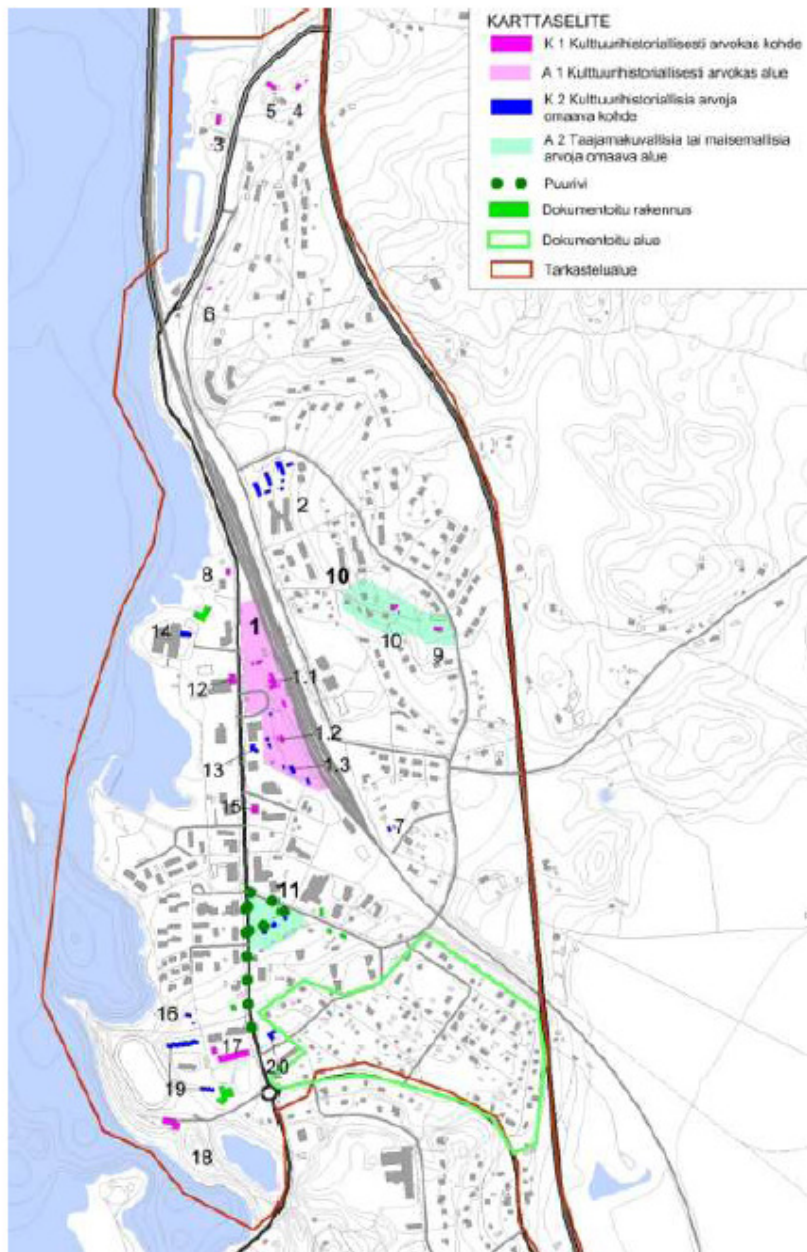 KARTTASELITE
K 1 Kulttuurihistoriallisesti arvokas kohde
A 1 Kulttuurihistoriallisesti arvokas alue
K 2 Kulttuurihistoriallisia arvoja
omaava kohde
A 2 Taajamakuvallisia tai maisemallisia
arvoja omaava alue
Puurivi
Dokumentoitu rakennus
Dokumentoitu alue
Tarkastelualue
5 4
3
6
2
8
10
1
14
10
9
12
1.1
1.2
13
1.3
15
7
11
16
17
20
19
18